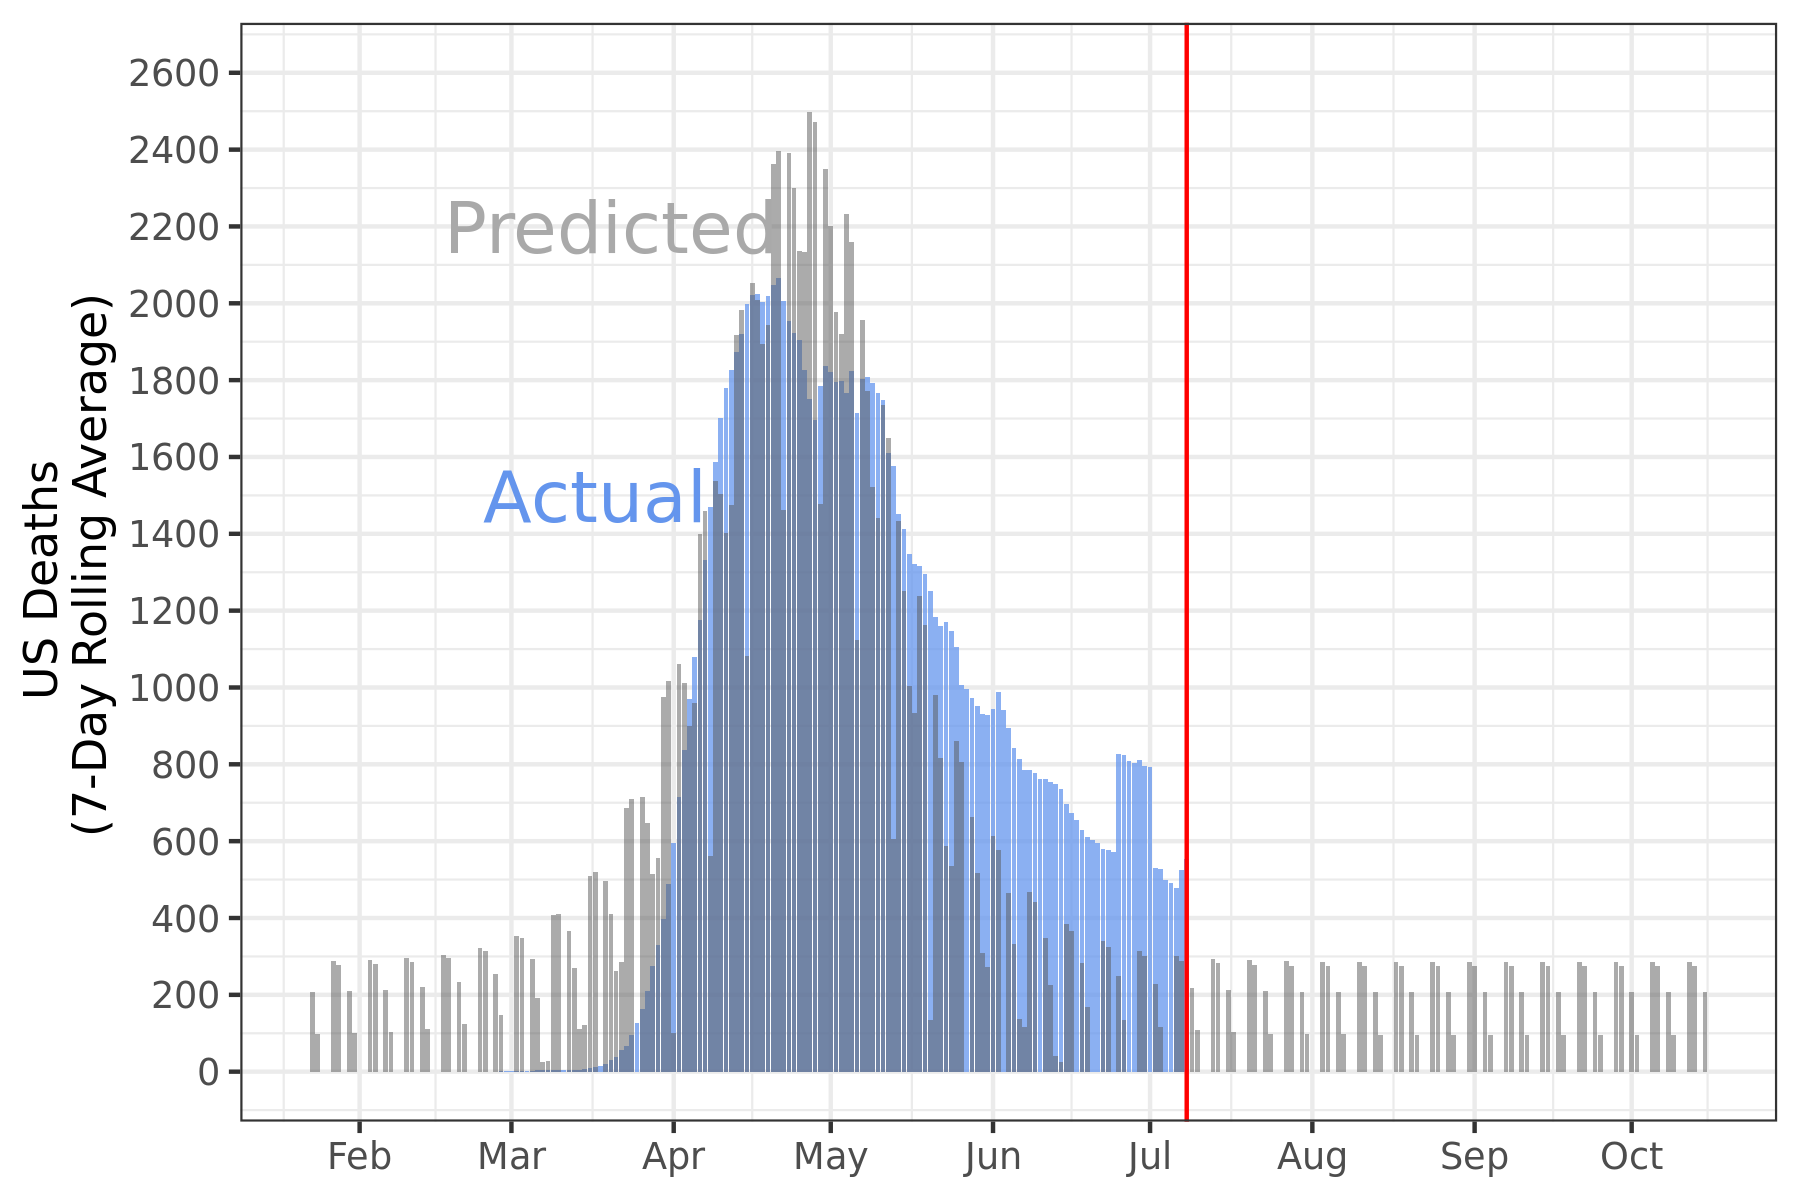 US Deaths
(7-Day Rolling Average)
2600
2400
2200
2000
1800
1600
1400
1200
1000
800
600
400
200
0
Predicted
Actual
Feb
Mar
Apr
May
Jun
Jul
Aug
Sep
Oct